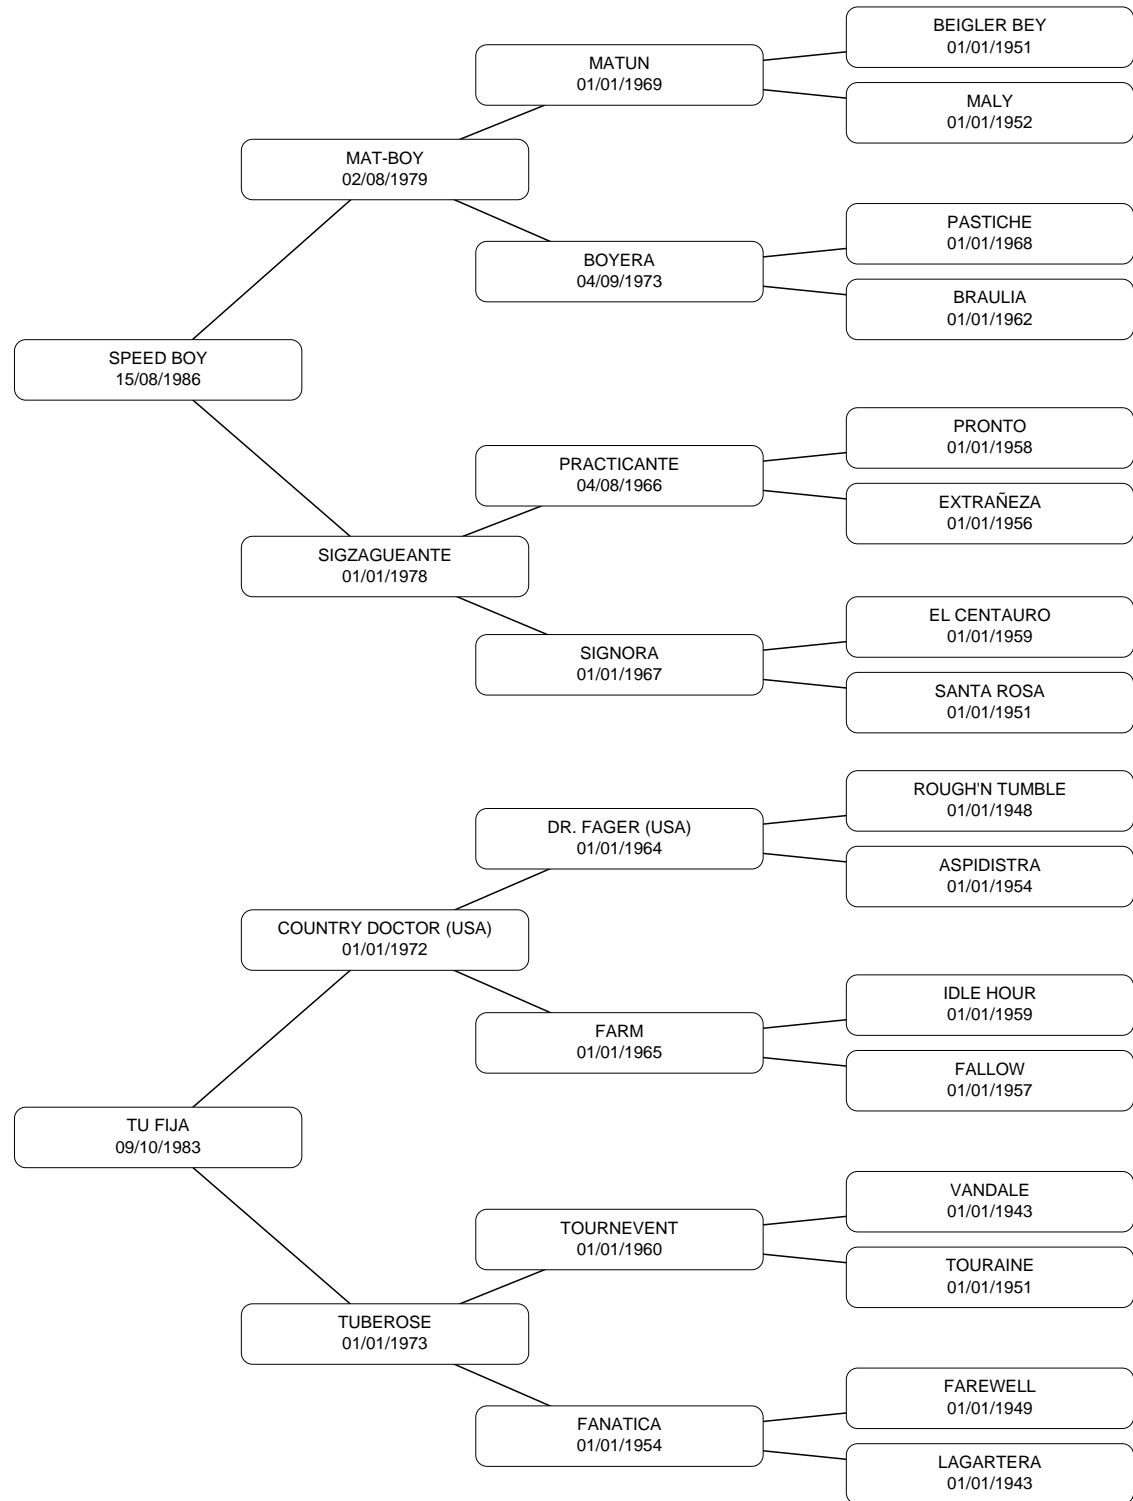 BEIGLER BEY
01/01/1951
MATUN
01/01/1969
MALY
01/01/1952
MAT-BOY
02/08/1979
PASTICHE
01/01/1968
BOYERA
04/09/1973
BRAULIA
01/01/1962
SPEED BOY
15/08/1986
PRONTO
01/01/1958
PRACTICANTE
04/08/1966
EXTRAÑEZA
01/01/1956
SIGZAGUEANTE
01/01/1978
EL CENTAURO
01/01/1959
SIGNORA
01/01/1967
SANTA ROSA
01/01/1951
ROUGH'N TUMBLE
01/01/1948
DR. FAGER (USA)
01/01/1964
ASPIDISTRA
01/01/1954
COUNTRY DOCTOR (USA)
01/01/1972
IDLE HOUR
01/01/1959
FARM
01/01/1965
FALLOW
01/01/1957
TU FIJA
09/10/1983
VANDALE
01/01/1943
TOURNEVENT
01/01/1960
TOURAINE
01/01/1951
TUBEROSE
01/01/1973
FAREWELL
01/01/1949
FANATICA
01/01/1954
LAGARTERA
01/01/1943